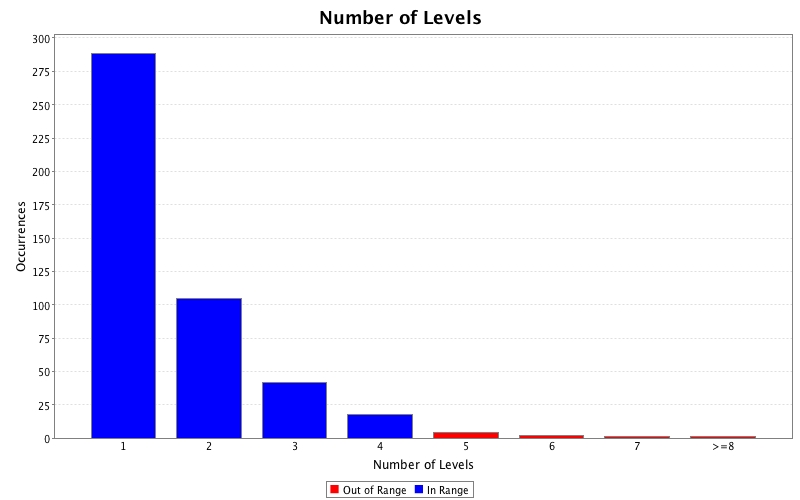 Number of Levels
300
275
250
225
200
175
150
125
100
75
50
25
0
Occurrences
1 2 3 4 5 6 7 >=8
Number of Levels
Out of Range In Range